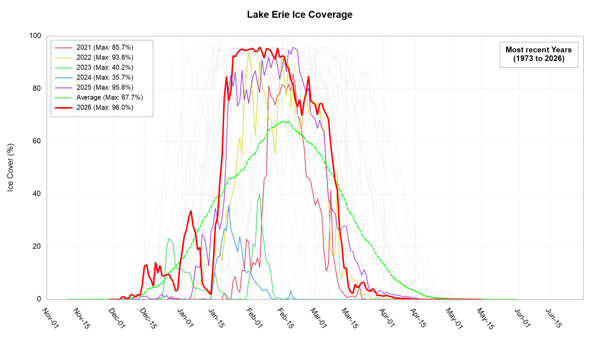 Lake Erie Ice Coverage
Most recent Years
(1973 to 2026)
2021 (Max: 85.7%)
2022 (Max: 93.8%)
2023 (Max: 40.2%)
2024 (Max: 35.7%)
2025 (Max: 95.8%)
Average (Max: 67.7%)
2026 (Max: 96.0%)
Ice Cover (%)
100
80
60
40
20
0
Nov-01
Nov-15
Dec-01
Dec-15
Jan-01
Jan-15
Feb-01
Feb-15
Mar-01
Mar-15
Apr-01
Apr-15
May-01
May-15
Jun-01
Jun-15